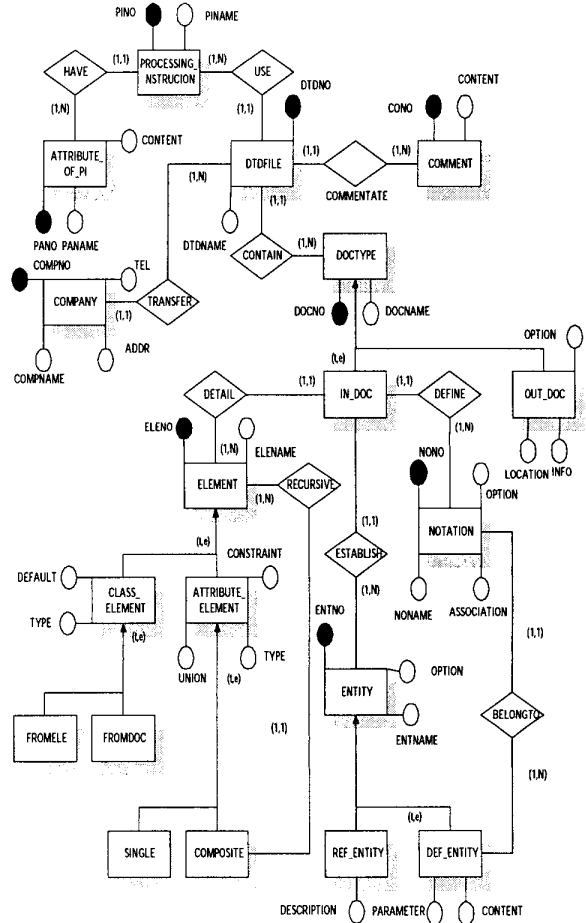 PINO
PINAME
HAVE
(1,1)
PROCESSING_
NSTRUCION
(1,N)
USE
(1,N)
(1,1)
DTDNO
CONTENT
CONO
CONTENT
ATTRIBUTE_
OF_PI
(1,N)
DTDFILE
(1,1)
(1,N)
COMMENT
COMMENTATE
(1,1)
PANO
PANAME
DTDNAME
CONTAIN
(1,N)
DOCTYPE
COMPNO
TEL
COMPANY
(1,1)
TRANSFER
DOCNO
DOCNAME
COMPNAME
ADDR
OPTION
(t,e)
DETAIL
(1,1)
IN_DOC
(1,1)
DEFINE
OUT_DOC
ELENO
(1,N)
ELENAME
(1,N)
NONO
LOCATION
INFO
ELEMENT
(1,N)
RECURSIVE
OPTION
(1,1)
NOTATION
(t,e)
CONSTRAINT
ESTABLISH
DEFAULT
CLASS_
ELEMENT
ATTRIBUTE_
ELEMENT
(1,N)
NONAME
ASSOCIATION
TYPE
(t,e)
ENTNO
(1,1)
UNION
(t,e)
TYPE
OPTION
ENTITY
BELONGTO
FROMELE
FROMDOC
(1,1)
ENTNAME
(1,N)
(t,e)
SINGLE
COMPOSITE
REF_ENTITY
DEF_ENTITY
DESCRIPTION
PARAMETER
CONTENT